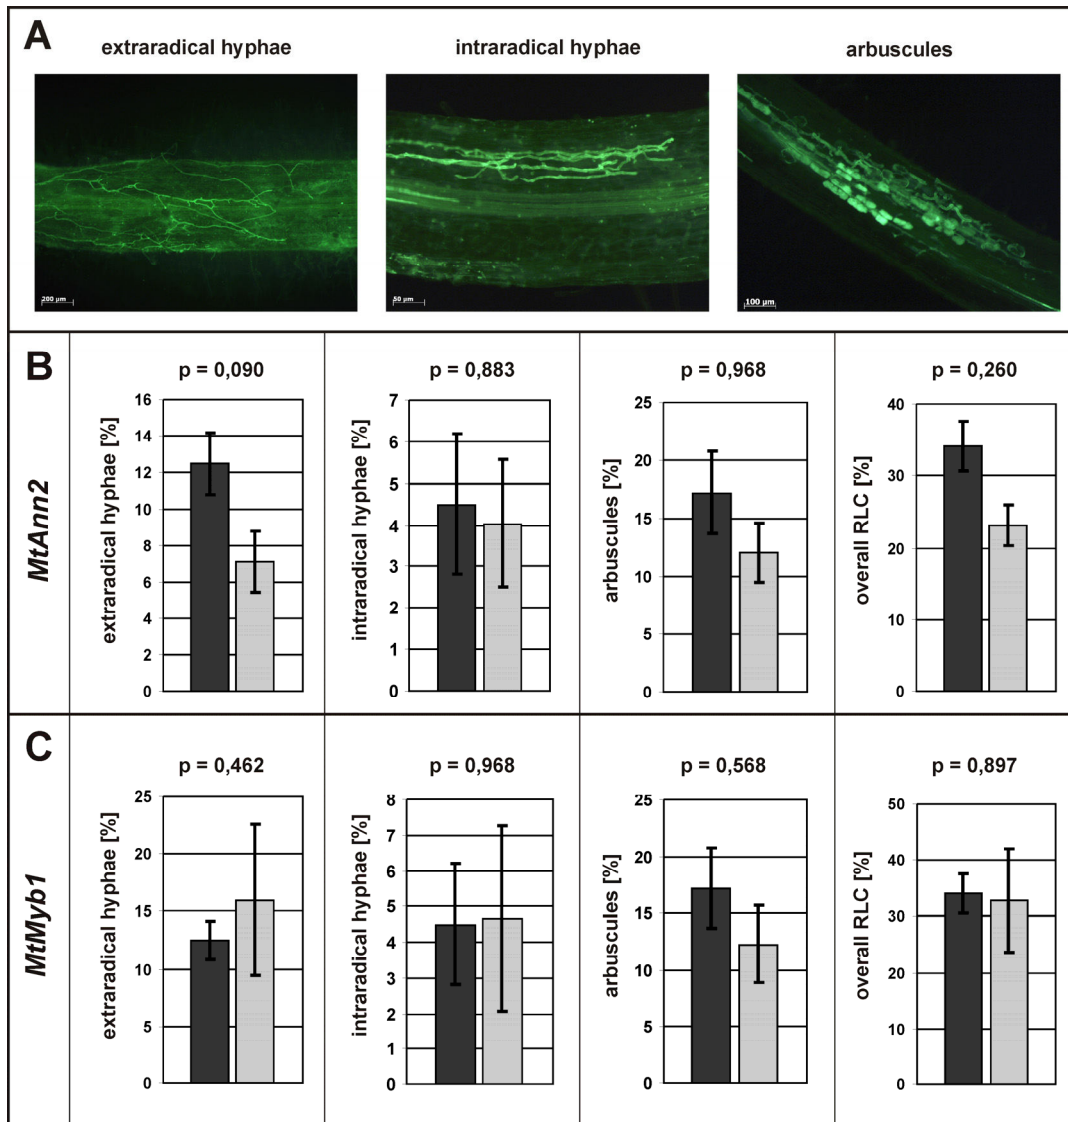 A
extraradical hyphae
intraradical hyphae
arbuscules
200 µm
50 µm
100 µm
B
MtAnn2
p = 0,090
extraradical hyphae [%]
16
14
12
10
8
6
4
2
0
p = 0,883
intraradical hyphae [%]
7
6
5
4
3
2
1
0
p = 0,968
arbuscules [%]
25
20
15
10
5
0
p = 0,260
overall RLC [%]
40
30
20
10
0
C
MtMyb1
p = 0,462
extraradical hyphae [%]
25
20
15
10
5
0
p = 0,968
intraradical hyphae [%]
8
7
6
5
4
3
2
1
0
p = 0,568
arbuscules [%]
25
20
15
10
5
0
p = 0,897
overall RLC [%]
50
40
30
30
10
0